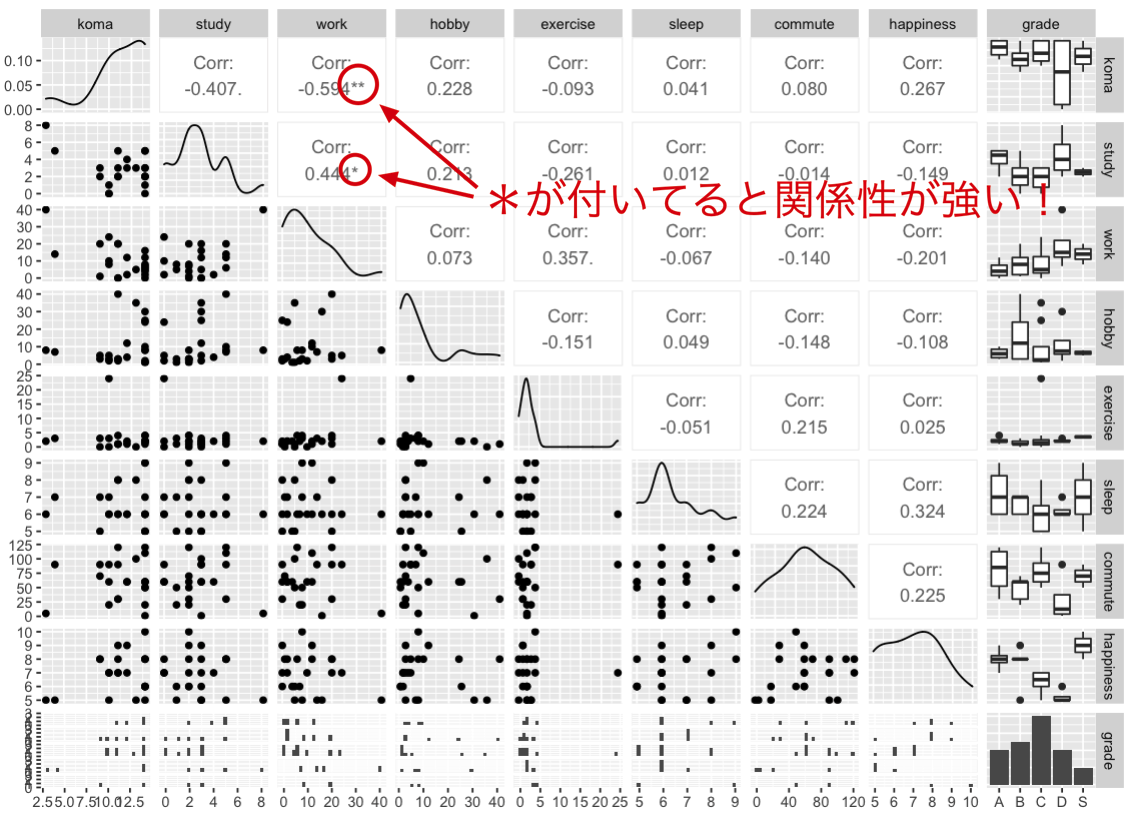 koma study work hobby exercise sleep commute happiness grade
0.10
0.05
0.00
Corr: Corr: Corr: Corr: Corr: Corr: Corr:
-0.407. -0.594** 0.228 -0.093 0.041 0.080 0.267
koma
8
6
4
2
0
Corr: Corr: Corr: Corr: Corr: Corr:
0.444* 0.213 -0.261 0.012 -0.014 -0.149
study
＊が付いてると関係性が強い！
40
30
20
10
0
Corr: Corr: Corr: Corr: Corr:
0.073 0.357. -0.067 -0.140 -0.201
work
40
30
20
10
0
Corr: Corr: Corr: Corr:
-0.151 0.049 -0.148 -0.108
hobby
25
20
15
10
5
0
Corr: Corr: Corr:
-0.051 0.215 0.025
exercise
9
8
7
6
5
Corr: Corr:
0.224 0.324
sleep
125
100
75
50
25
0
Corr:
0.225
commute
10
9
8
7
6
5
happiness
grade
2.5 5.0 7.5 10.0 12.5 0 2 4 6 8 0 10 20 30 40 0 10 20 30 40 0 5 10 15 20 25 5 6 7 8 9 0 40 80 120 5 6 7 8 9 10 A B C D S